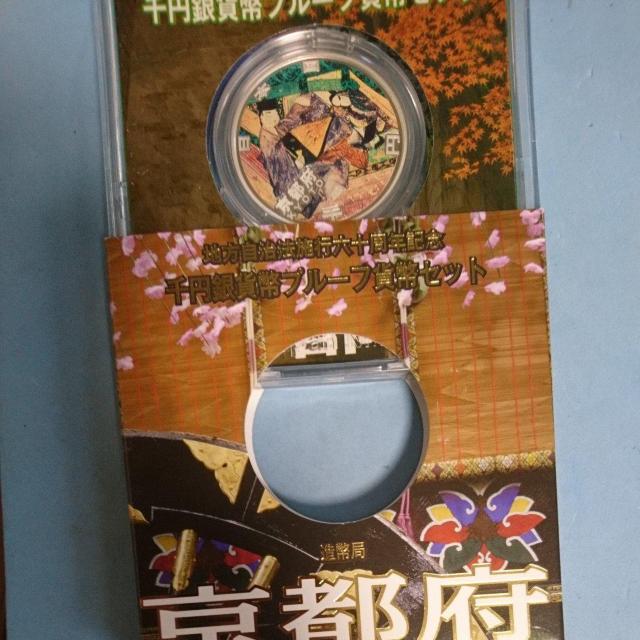 千円銀貨幣プルーフ貨幣セット
日
国
地方自治法施行六十周年記念
千円銀貨幣プルーフ貨幣セット
造幣局
京都府